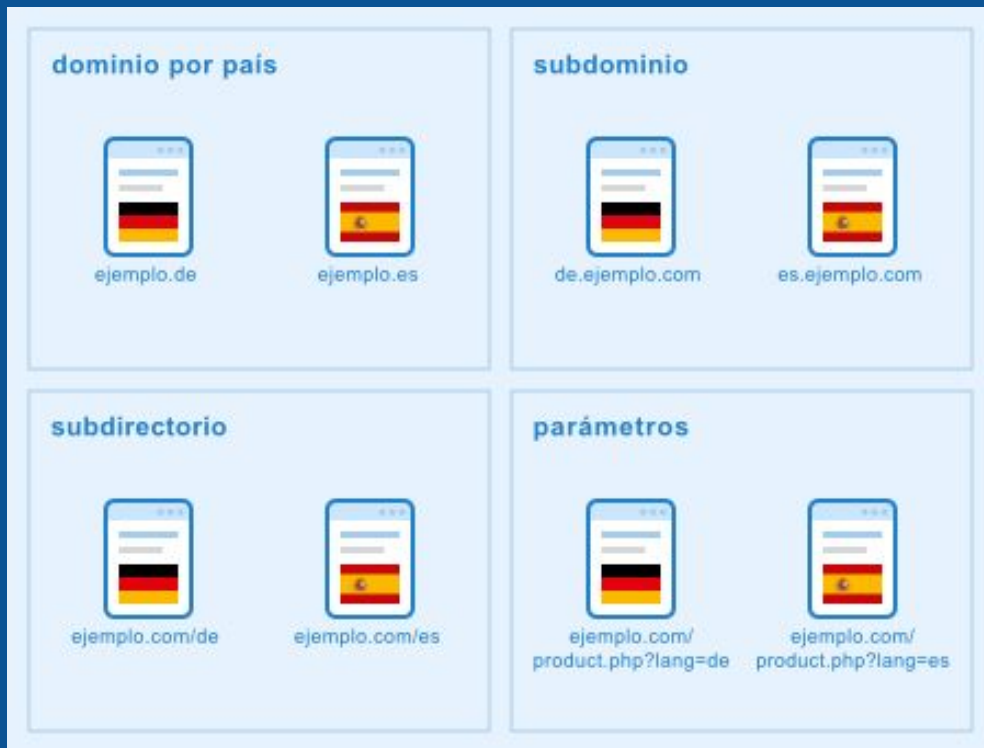 dominio por país
ejemplo.de
ejemplo.es
subdominio
de.ejemplo.com
es.ejemplo.com
subdirectorio
ejemplo.com/de
ejemplo.com/es
parámetros
ejemplo.com/
product.php?lang=de
ejemplo.com/
product.php?lang=es